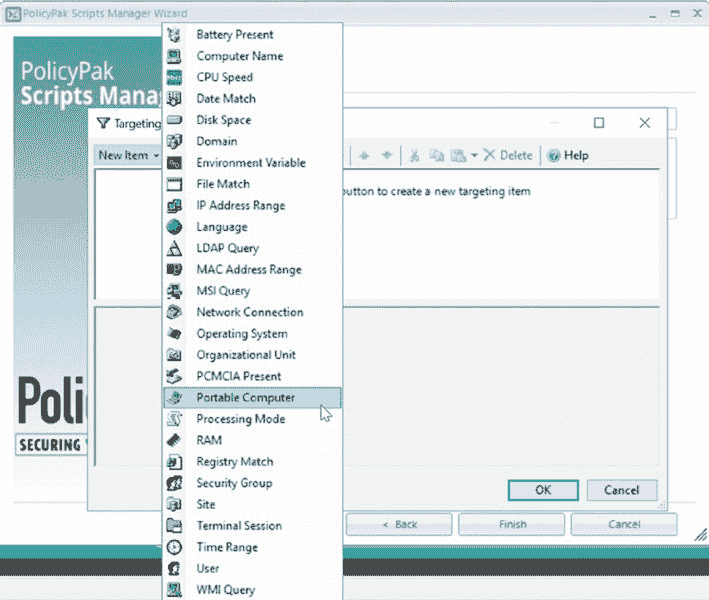 PolicyPak Scripts Manager Wizard
PolicyPak
Scripts Mana
Targeting
New Item
Delete
Help
button to create a new targeting item
Battery Present
Computer Name
CPU Speed
Date Match
Disk Space
Domain
Environment Variable
File Match
IP Address Range
Language
LDAP Query
MAC Address Range
MSI Query
Network Connection
Operating System
Organizational Unit
PCMCIA Present
Portable Computer
Processing Mode
RAM
Registry Match
Security Group
Site
Terminal Session
Time Range
User
WMI Query
Poli
SECURING
OK
Cancel
< Back
Finish
Cancel